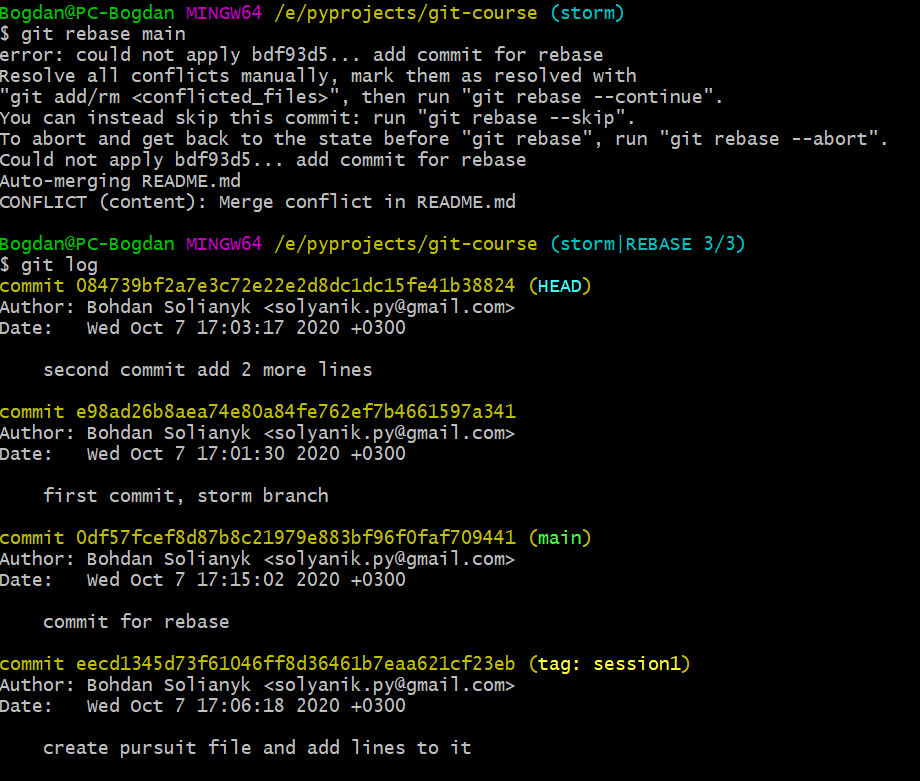 Bogdan@PC-Bogdan MINGW64 /e/pyprojects/git-course (storm)
$ git rebase main
error: could not apply bdf93d5... add commit for rebase
Resolve all conflicts manually, mark them as resolved with
"git add/rm <conflicted_files>", then run "git rebase --continue".
You can instead skip this commit: run "git rebase --skip".
To abort and get back to the state before "git rebase", run "git rebase --abort".
Could not apply bdf93d5... add commit for rebase
Auto-merging README.md
CONFLICT (content): Merge conflict in README.md
Bogdan@PC-Bogdan MINGW64 /e/pyprojects/git-course (storm|REBASE 3/3)
$ git log
commit 084739bf2a7e3c72e22e2d8dc1dc15fe41b38824 (HEAD)
Author: Bohdan Solianyk <solyanik.py@gmail.com>
Date:   Wed Oct 7 17:03:17 2020 +0300
second commit add 2 more lines
commit e98ad26b8aea74e80a84fe762ef7b4661597a341
Author: Bohdan Solianyk <solyanik.py@gmail.com>
Date:   Wed Oct 7 17:01:30 2020 +0300
first commit, storm branch
commit 0df57fcef8d87b8c21979e883bf96f0faf709441 (main)
Author: Bohdan Solianyk <solyanik.py@gmail.com>
Date:   Wed Oct 7 17:15:02 2020 +0300
commit for rebase
commit eecd1345d73f61046ff8d36461b7eaa621cf23eb (tag: session1)
Author: Bohdan Solianyk <solyanik.py@gmail.com>
Date:   Wed Oct 7 17:06:18 2020 +0300
create pursuit file and add lines to it